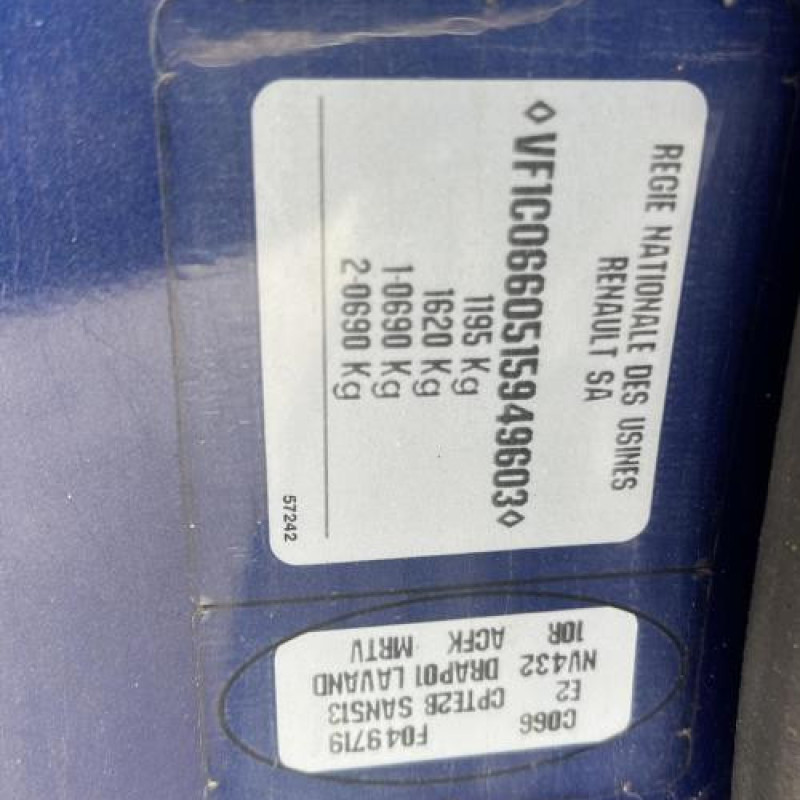 REGIE NATIONALE DES USINES
RENAULT SA
◊VF1C0660515949603◊
1195 Kg
1620 Kg
1-0690 Kg
2-0690 Kg
57242
C066 F049719
E2 CPTE2B SANS13
NV432 DRAP01 LAVAND
10R ACFK MRTV